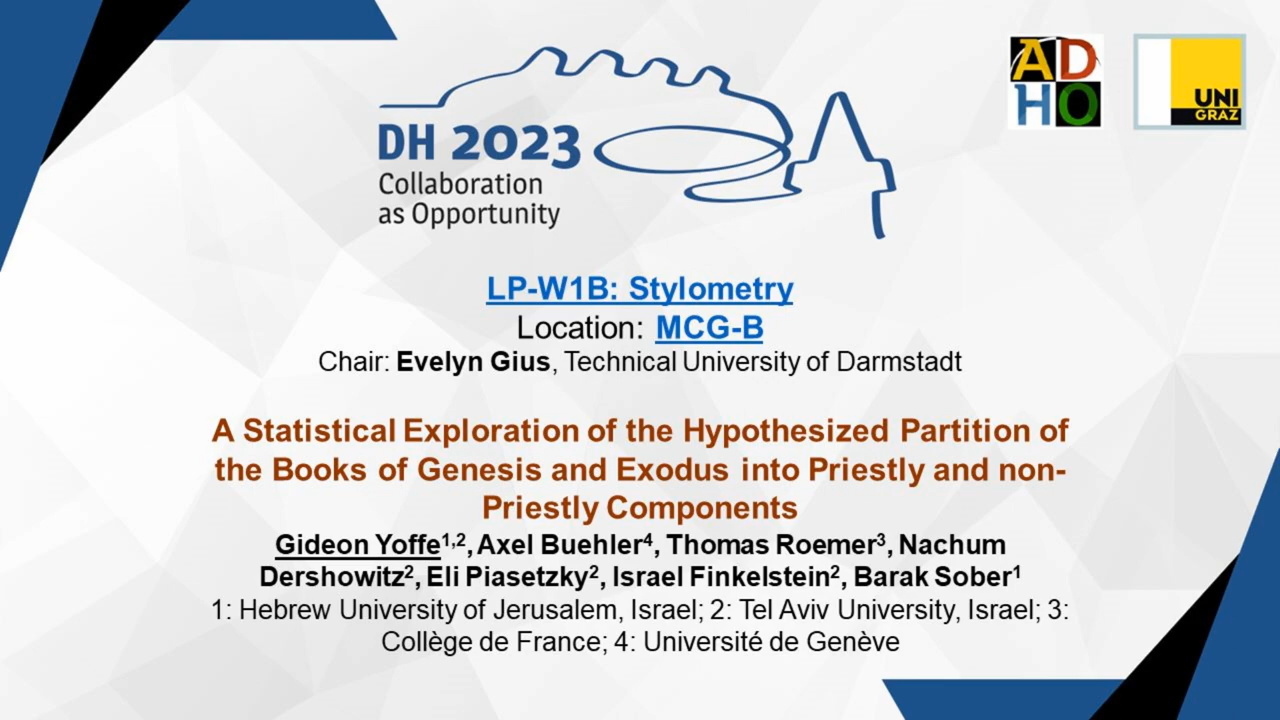 AD
HO
UNI
GRAZ
DH 2023
Collaboration
as Opportunity
LP-W1B: Stylometry
Location: MCG-B
Chair: Evelyn Gius, Technical University of Darmstadt
A Statistical Exploration of the Hypothesized Partition of
the Books of Genesis and Exodus into Priestly and non-
Priestly Components
Gideon Yoffe1,2, Axel Buehler4, Thomas Roemer3, Nachum
Dershowitz2, Eli Piasetzky2, Israel Finkelstein2, Barak Sober1
1: Hebrew University of Jerusalem, Israel; 2: Tel Aviv University, Israel; 3:
Collège de France; 4: Université de Genève